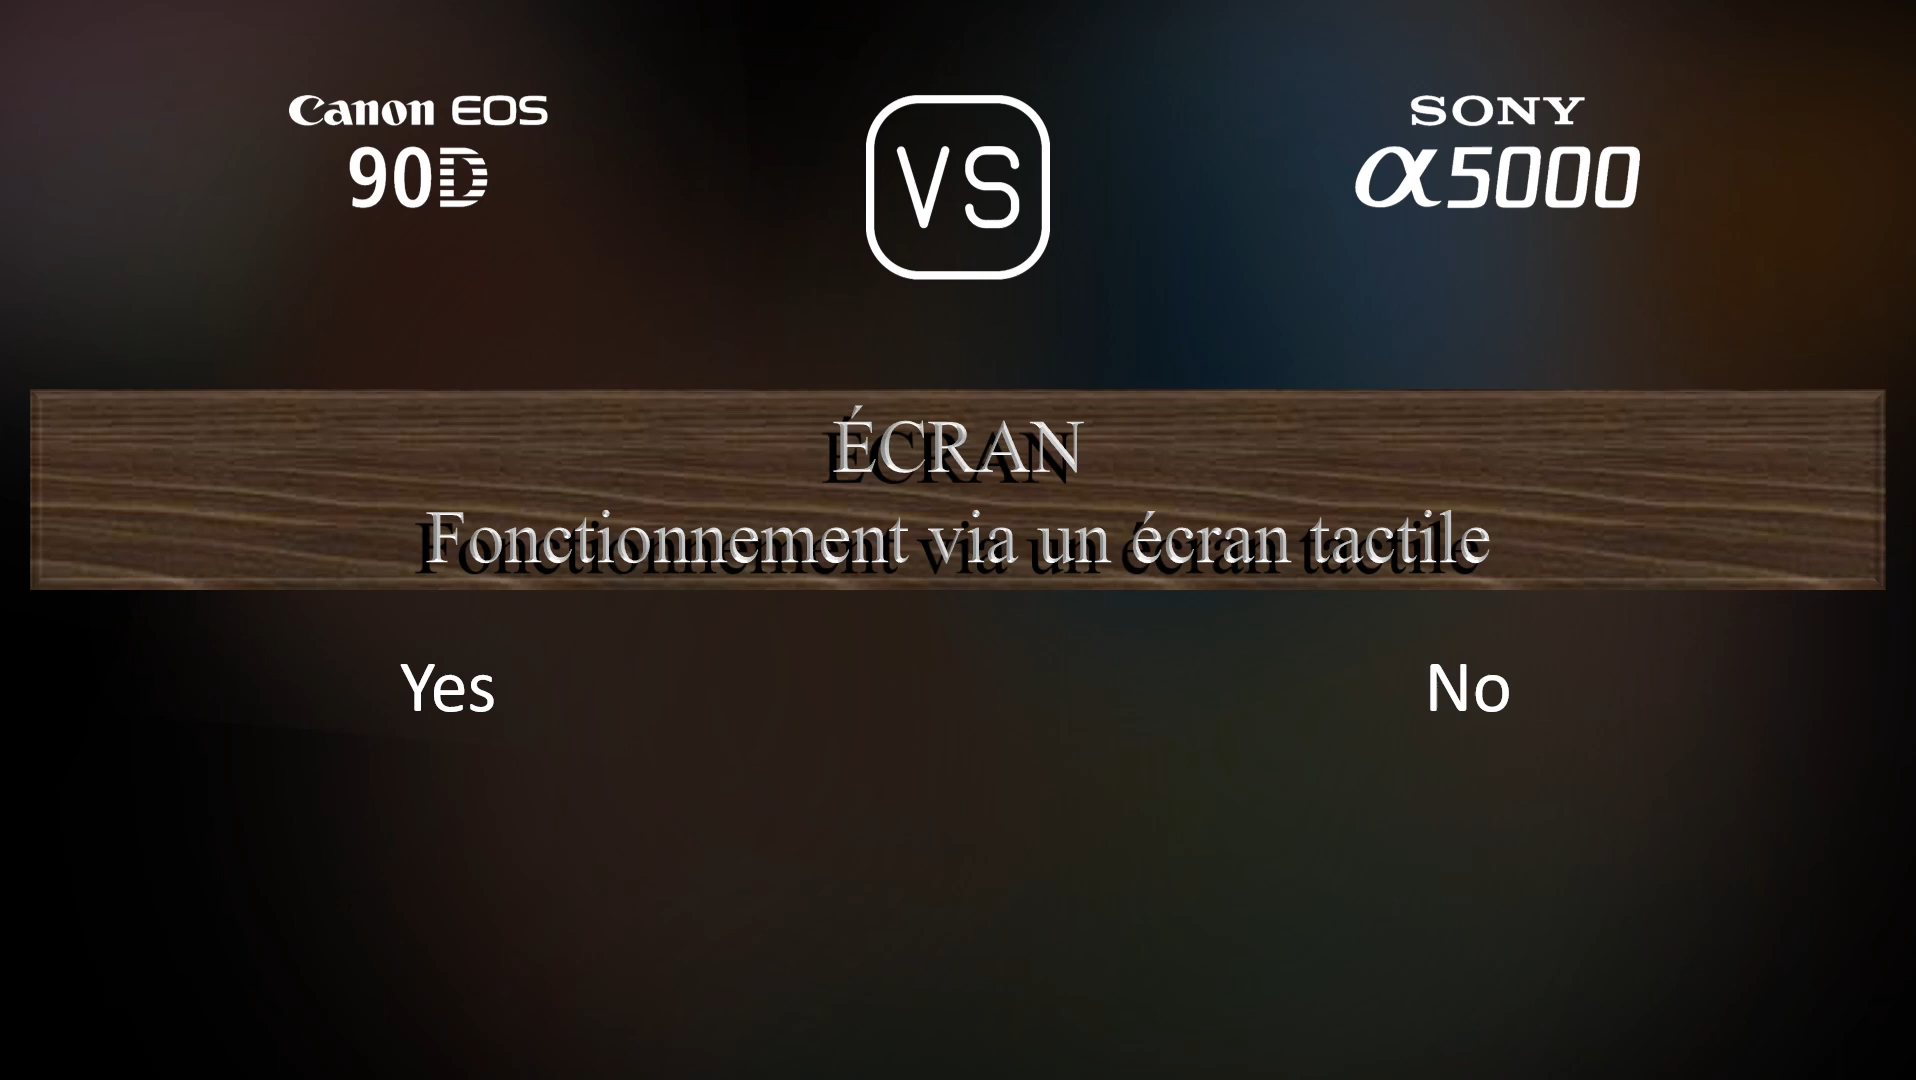 Canon EOS
90D
VS
SONY
α5000
ÉCRAN
Fonctionnement via un écran tactile
Yes
No